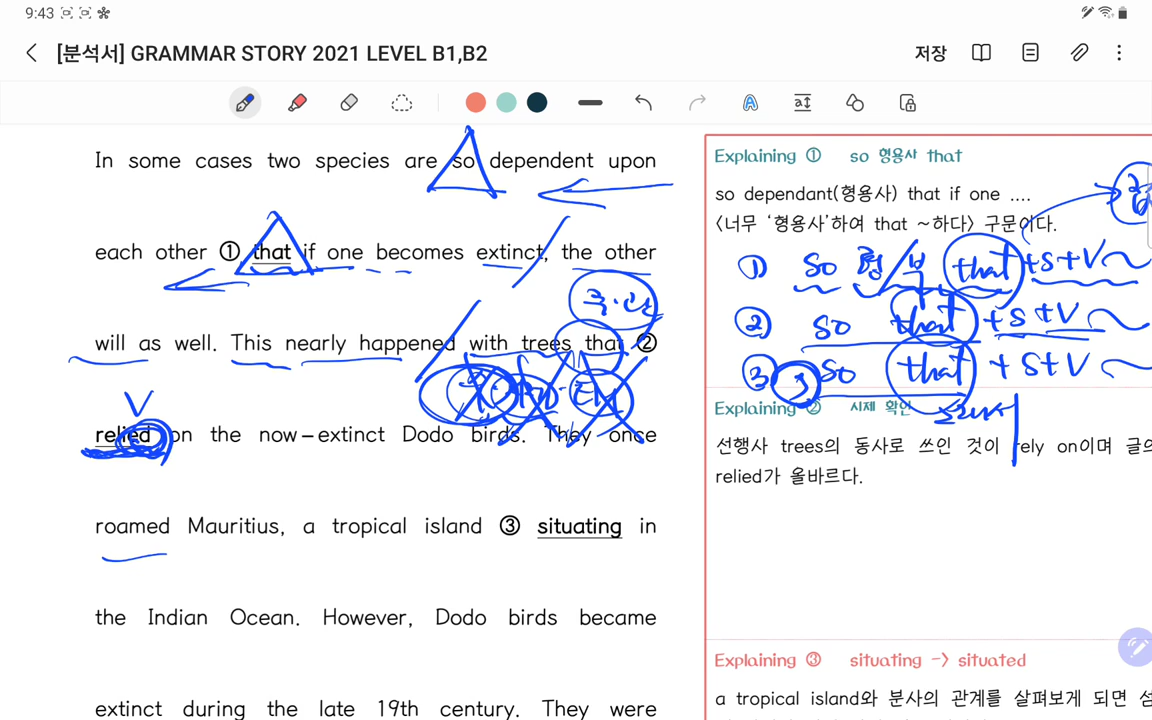 9:43
[분석서] GRAMMAR STORY 2021 LEVEL B1,B2
저장
In some cases two species are so dependent upon
each other ① that if one becomes extinct, the other
will as well. This nearly happened with trees that ②
relied on the now-extinct Dodo birds. They once
roamed Mauritius, a tropical island ③ situating in
the Indian Ocean. However, Dodo birds became
extinct during the late 19th century. They were
V
Explaining ① so 형용사 that
so dependant(형용사) that if one ....
〈너무 '형용사'하여 that ~하다〉 구문이다.
① so 형/부 that +S+V~
② so that +S+V~
③ , so that +S+V~
Explaining ② 시제 확인
선행사 trees의 동사로 쓰인 것이 rely on이며 글의
relied가 올바르다.
Explaining ③ situating -> situated
a tropical island와 분사의 관계를 살펴보게 되면 섬